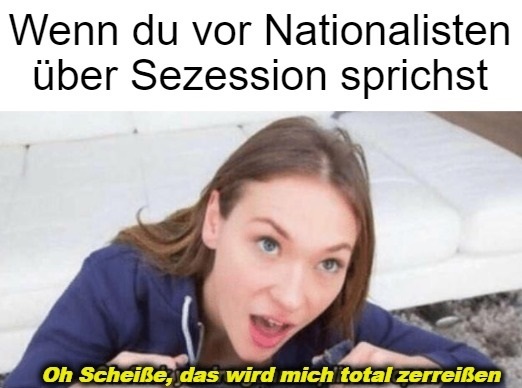 Wenn du vor Nationalisten
über Sezession sprichst
Oh Scheiße, das wird mich total zerreißen